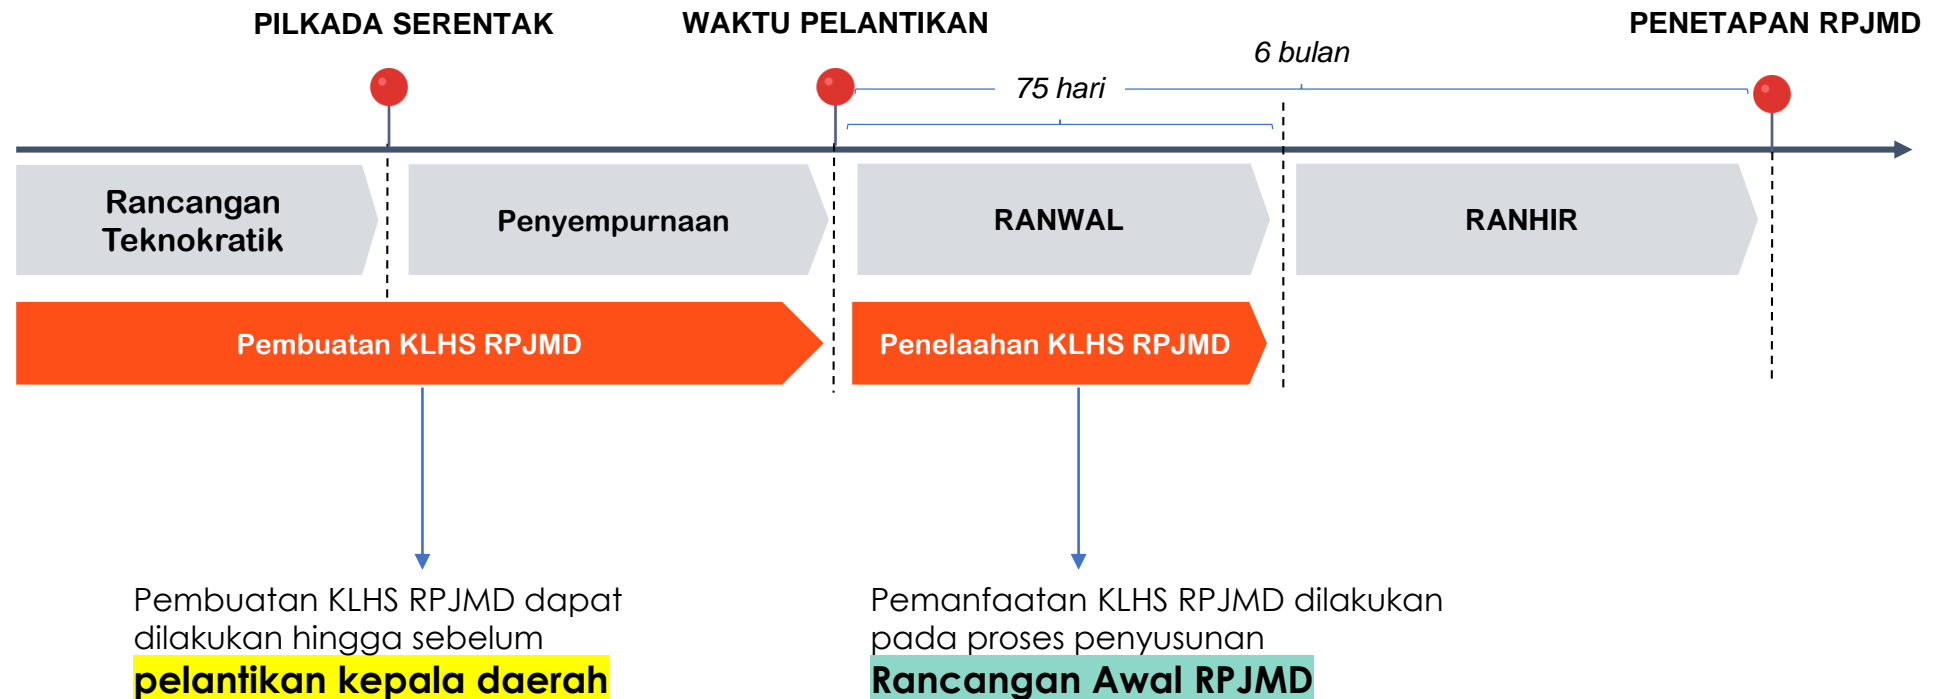 PILKADA SERENTAK
WAKTU PELANTIKAN
PENETAPAN RPJMD
6 bulan
75 hari
Rancangan
Teknokratik
Penyempurnaan
RANWAL
RANHIR
Pembuatan KLHS RPJMD
Penelaahan KLHS RPJMD
Pembuatan KLHS RPJMD dapat
dilakukan hingga sebelum
pelantikan kepala daerah
Pemanfaatan KLHS RPJMD dilakukan
pada proses penyusunan
Rancangan Awal RPJMD